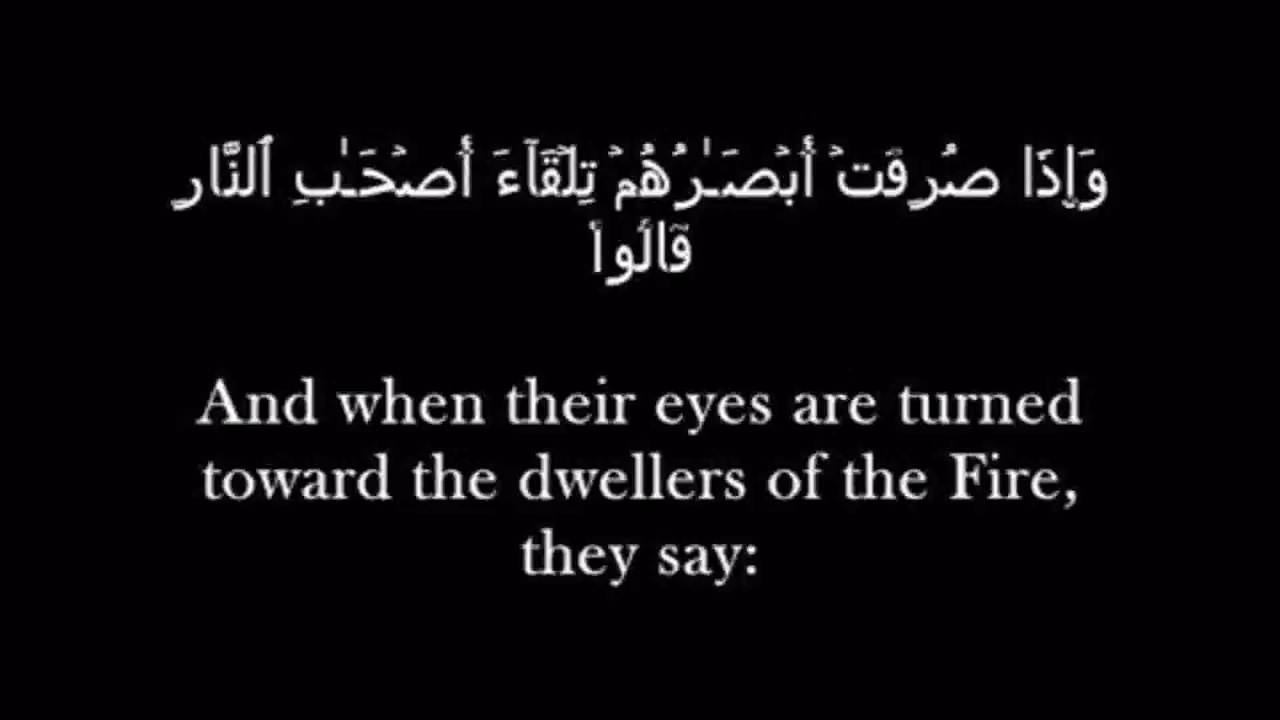 وَإِذَا صُرِفَتۡ أَبۡصَـٰرُهُمۡ تِلۡقَآءَ أَصۡحَـٰبِ ٱلنَّارِ
قَالُوا۟
And when their eyes are turned
toward the dwellers of the Fire,
they say: